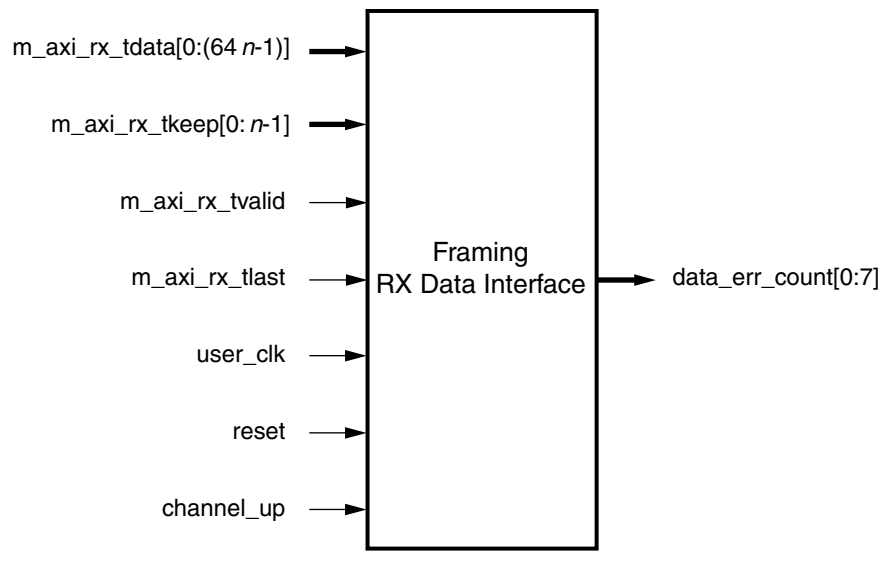 m_axi_rx_tdata[0:(64 n-1)]
m_axi_rx_tkeep[0: n-1]
m_axi_rx_tvalid
m_axi_rx_tlast
user_clk
reset
channel_up
Framing
RX Data Interface
data_err_count[0:7]